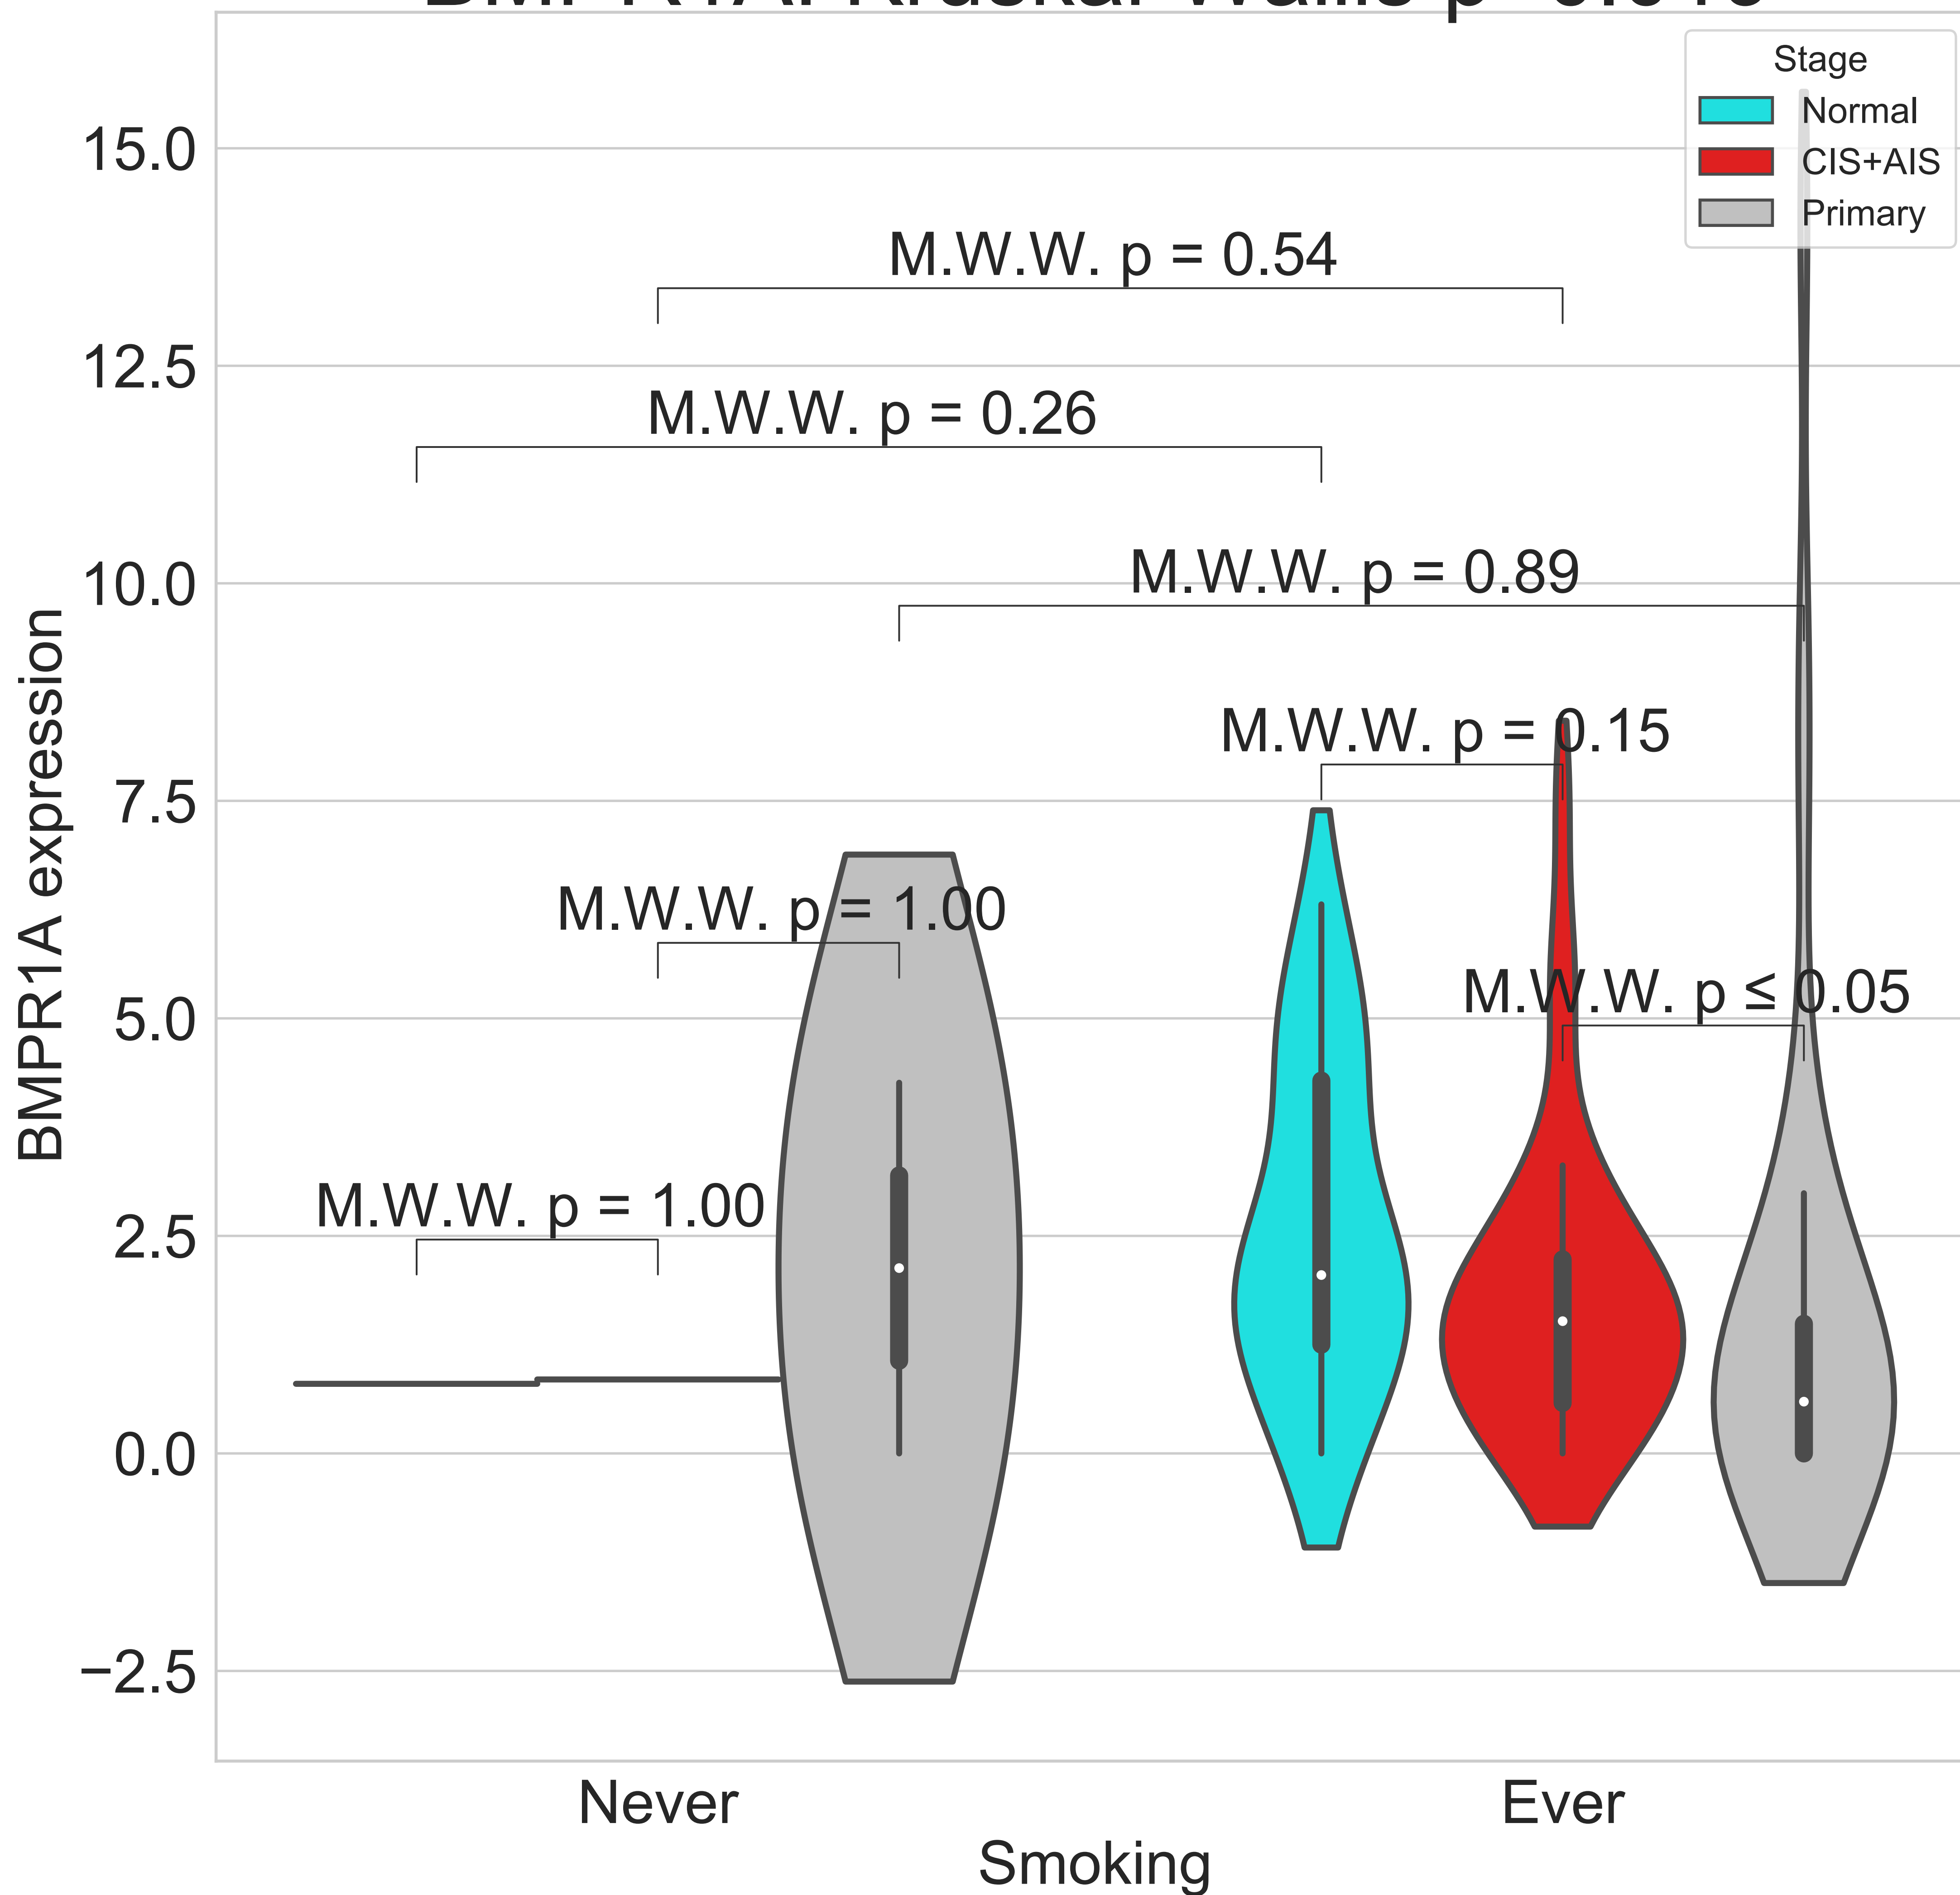 Stage
Normal
CIS+AIS
Primary
15.0
12.5
10.0
7.5
5.0
2.5
0.0
−2.5
BMPR1A expression
M.W.W. p = 0.54
M.W.W. p = 0.26
M.W.W. p = 0.89
M.W.W. p = 0.15
M.W.W. p = 1.00
M.W.W. p ≤ 0.05
M.W.W. p = 1.00
Never
Ever
Smoking